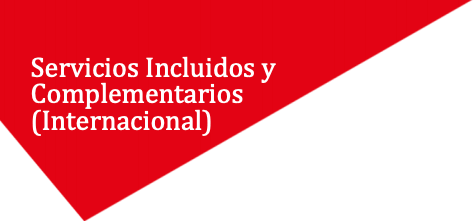 Servicios Incluidos y
Complementarios
(Internacional)